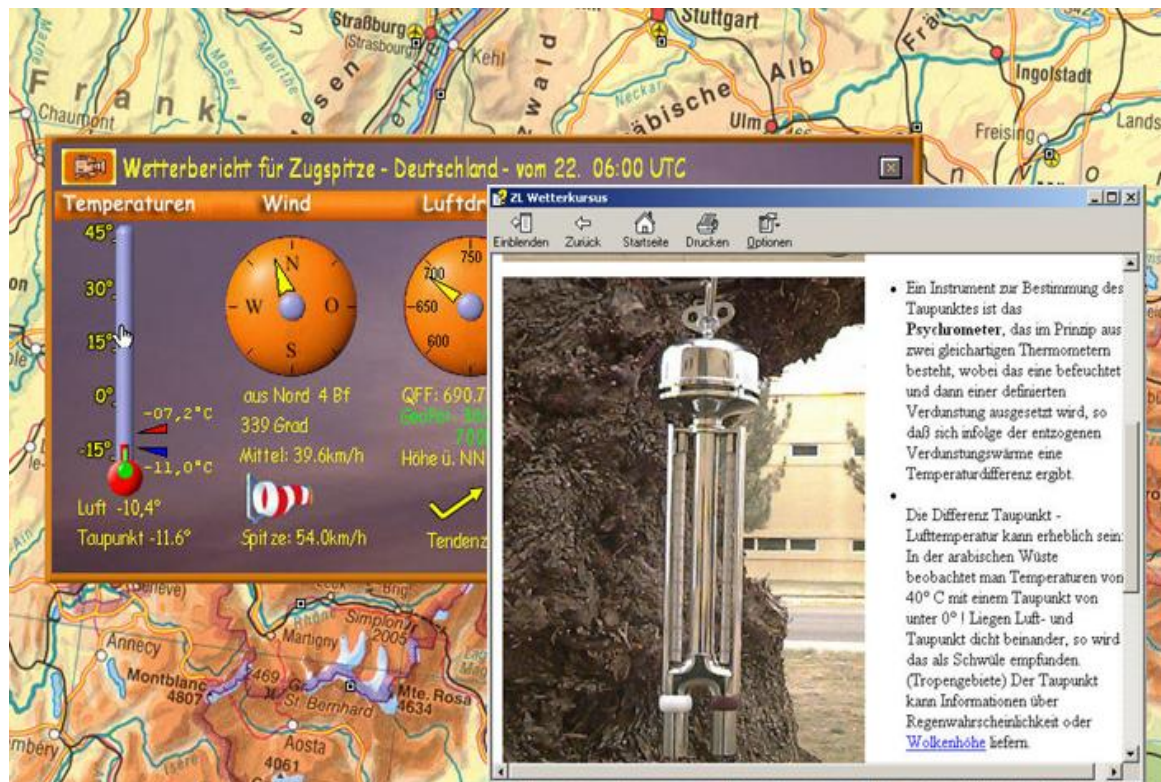 Straßburg
(Strasbourg)
Kehl
Stuttgart
Alb
Neckar
Ulm
Ingolstadt
Freising
Lands
Frank-
Chaumont
Mosel
Meurthe
Wetterbericht für Zugspitze - Deutschland - vom 22. 06:00 UTC
Temperaturen
Wind
Luftdr
45°
30°
15°
0°
-15°
-07,2°C
-11,0°C
Luft -10,4°
Taupunkt -11.6°
N
W
O
S
aus Nord 4 Bf
339 Grad
Mittel: 39.6km/h
Spitze: 54.0km/h
750
700
650
600
QFF: 690.7
Höhe ü. NN
Tendenz
ZL Wetterkursus
Einblenden Zurück Startseite Drucken Optionen
Ein Instrument zur Bestimmung des
Taupunktes ist das
Psychrometer, das im Prinzip aus
zwei gleichartigen Thermometern
besteht, wobei das eine befeuchtet
und dann einer definierten
Verdunstung ausgesetzt wird, so
daß sich infolge der entzogenen
Verdunstungswärme eine
Temperaturdifferenz ergibt.
Die Differenz Taupunkt -
Lufttemperatur kann erheblich sein:
In der arabischen Wüste
beobachtet man Temperaturen von
40° C mit einem Taupunkt von
unter 0° ! Liegen Luft- und
Taupunkt dicht beinander, so wird
das als Schwüle empfunden.
(Tropengebiete) Der Taupunkt
kann Informationen über
Regenwahrscheinlichkeit oder
Wolkenhöhe liefern.
Annecy
Montblanc
4807
Martigny
Simplon
2005
Rhône
St. Bernhard
Mte. Rosa
4634
Aosta
4061
Isère